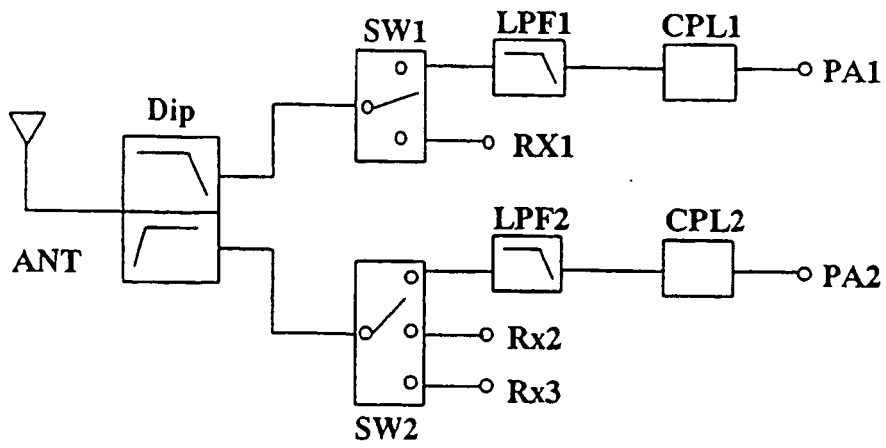 SW1
LPF1
CPL1
PA1
Dip
RX1
ANT
LPF2
CPL2
PA2
Rx2
Rx3
SW2